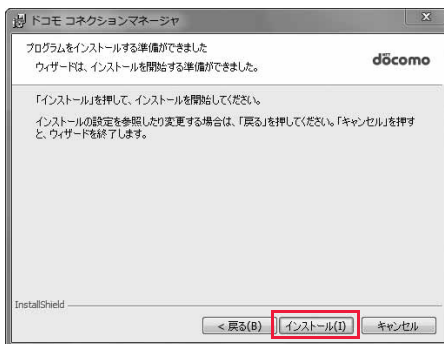 ドコモ コネクションマネージャ
プログラムをインストールする準備ができました
ウィザードは、インストールを開始する準備ができました。
döcomo
「インストール」を押して、インストールを開始してください。
インストールの設定を参照したり変更する場合は、「戻る」を押してください。「キャンセル」を押す
と、ウィザードを終了します。
InstallShield
< 戻る(B)
インストール(I)
キャンセル